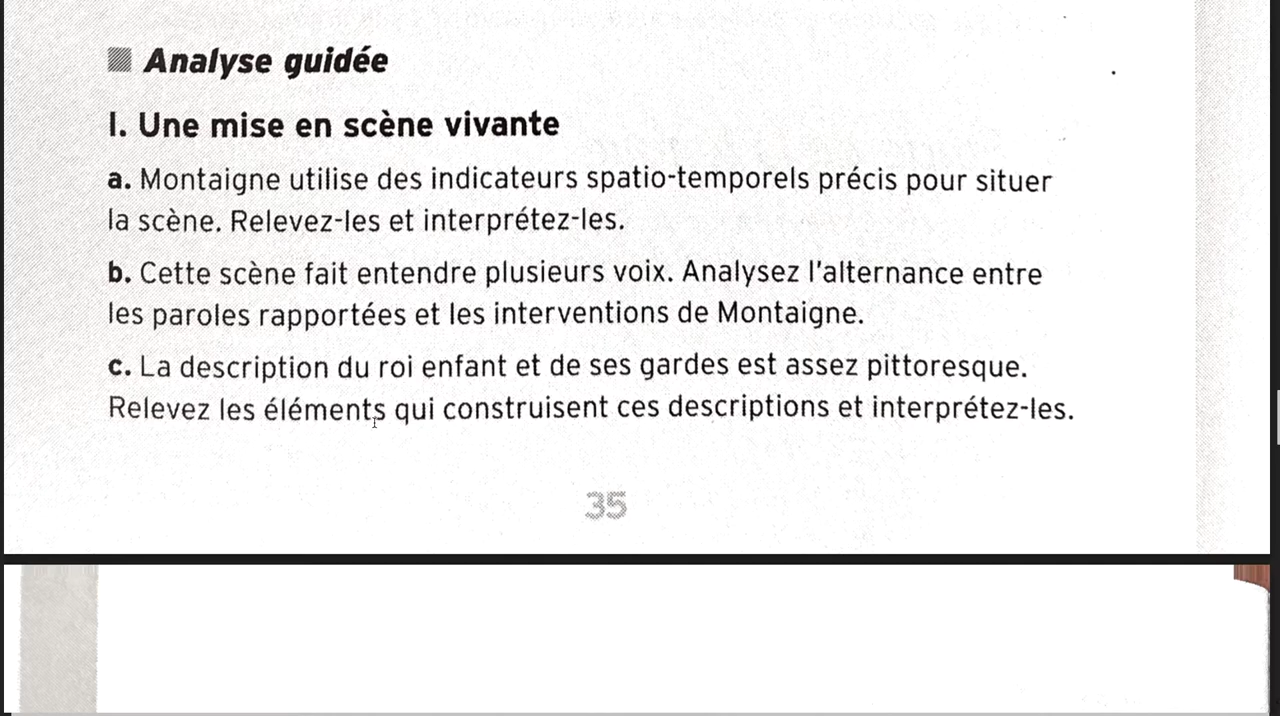 Analyse guidée
I. Une mise en scène vivante
a. Montaigne utilise des indicateurs spatio-temporels précis pour situer
la scène. Relevez-les et interprétez-les.
b. Cette scène fait entendre plusieurs voix. Analysez l'alternance entre
les paroles rapportées et les interventions de Montaigne.
c. La description du roi enfant et de ses gardes est assez pittoresque.
Relevez les éléments qui construisent ces descriptions et interprétez-les.
35